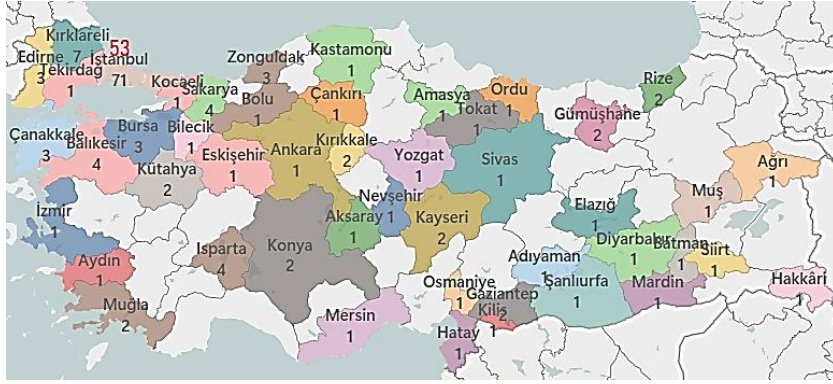 Kırklareli
7
53
Edirne
3
Tekirdağ
1
İstanbul
71
Kocaeli
1
Sakarya
4
Zonguldak
3
Kastamonu
1
Bolu
1
Çankırı
1
Amasya
1
Tokat
1
Ordu
1
Gümüşhane
2
Rize
2
Çanakkale
3
Balıkesir
4
Bursa
3
Bilecik
1
Kütahya
2
Eskişehir
1
Ankara
1
Kırıkkale
2
Yozgat
1
Sivas
1
Ağrı
1
Muş
1
İzmir
1
Aydın
1
Muğla
2
Isparta
4
Konya
2
Aksaray
1
Nevşehir
1
Kayseri
2
Elazığ
1
Diyarbakır
1
Batman
1
Siirt
1
Adıyaman
1
Şanlıurfa
1
Mardin
1
Hakkâri
1
Mersin
1
Osmaniye
1
Gaziantep
2
Kilis
1
Hatay
1